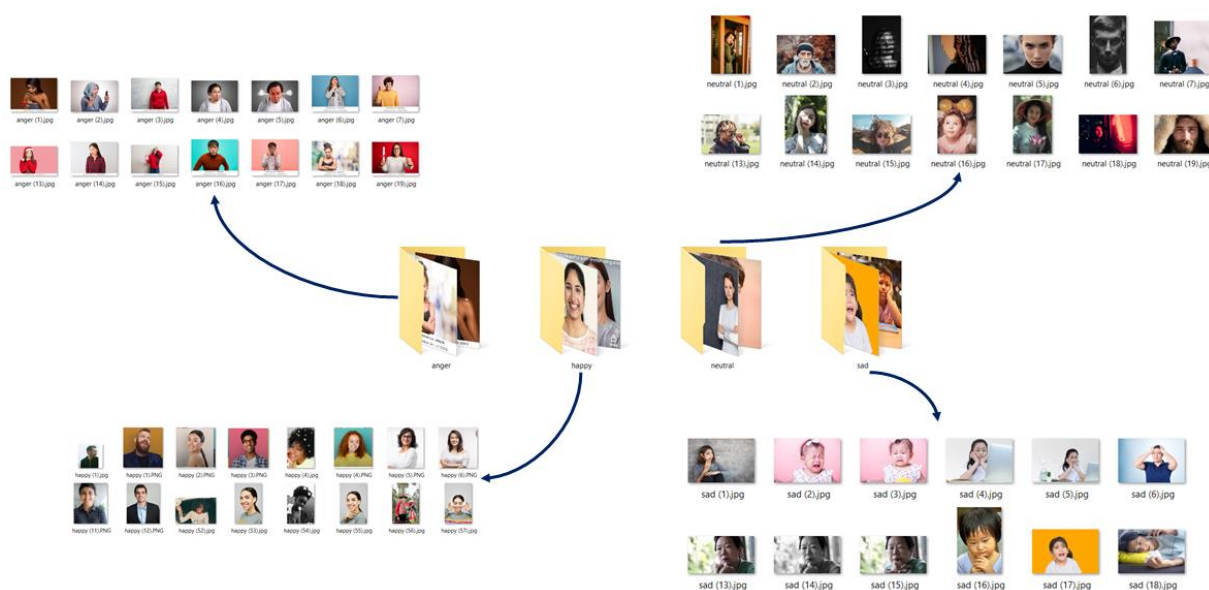 neutral (1).jpg neutral (2).jpg neutral (3).jpg neutral (4).jpg neutral (5).jpg neutral (6).jpg neutral (7).jpg
anger (1).jpg anger (2).jpg anger (3).jpg anger (4).jpg anger (5).jpg anger (6).jpg anger (7).jpg
neutral (13).jpg neutral (14).jpg neutral (15).jpg neutral (16).jpg neutral (17).jpg neutral (18).jpg neutral (19).jpg
anger (13).jpg anger (14).jpg anger (15).jpg anger (16).jpg anger (17).jpg anger (18).jpg anger (19).jpg
anger happy neutral sad
happy (1).jpg happy (1).PNG happy (2).PNG happy (3).PNG happy (4).jpg happy (4).PNG happy (5).PNG happy (6).PNG
sad (1).jpg sad (2).jpg sad (3).jpg sad (4).jpg sad (5).jpg sad (6).jpg
happy (11).PNG happy (12).PNG happy (52).jpg happy (53).jpg happy (54).jpg happy (55).jpg happy (56).jpg happy (57).jpg
sad (13).jpg sad (14).jpg sad (15).jpg sad (16).jpg sad (17).jpg sad (18).jpg